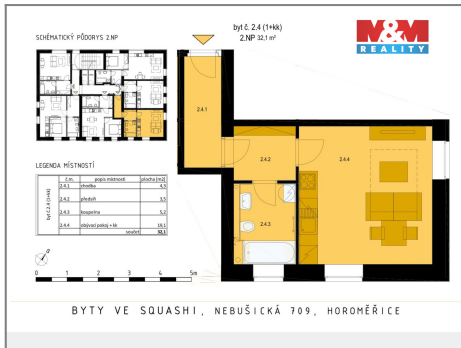 byt č. 2.4 (1+kk)
2.NP 32,1 m²
M&M
REALITY
SCHÉMATICKÝ PŮDORYS 2.NP
2.4.1
2.4.2
2.4.4
2.4.3
LEGENDA MÍSTNOSTÍ
byt č.2.4 (1+kk)
č.m. popis místnosti plocha [m2]
2.4.1 chodba 4,3
2.4.2 předsíň 3,5
2.4.3 koupelna 5,2
2.4.4 obývací pokoj + kk 19,1
součet 32,1
0 1 2 3 4 5m
BYTY VE SQUASHI, NEBUŠICKÁ 709, HOROMĚŘICE